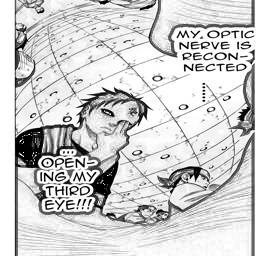 MY OPTIC
NERVE IS
RECON-
NECTED
......
...
OPEN-
ING MY
THIRD
EYE!!!